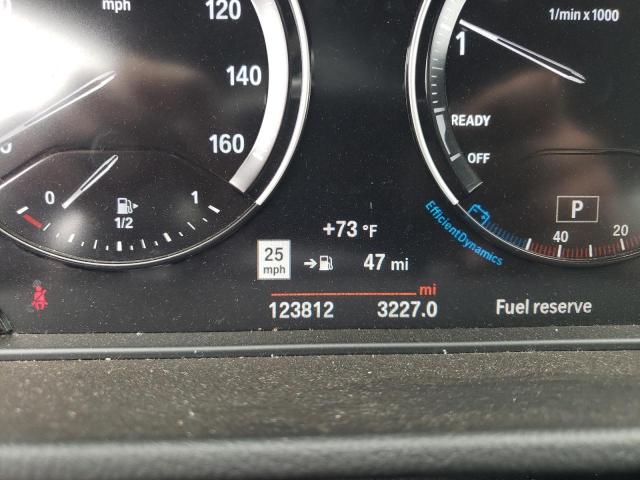 mph
120
1/min x 1000
1
140
READY
160
OFF
0
1
1/2
P
EfficientDynamics
+73 °F
40
20
25
mph
47 mi
mi
123812
3227.0
Fuel reserve